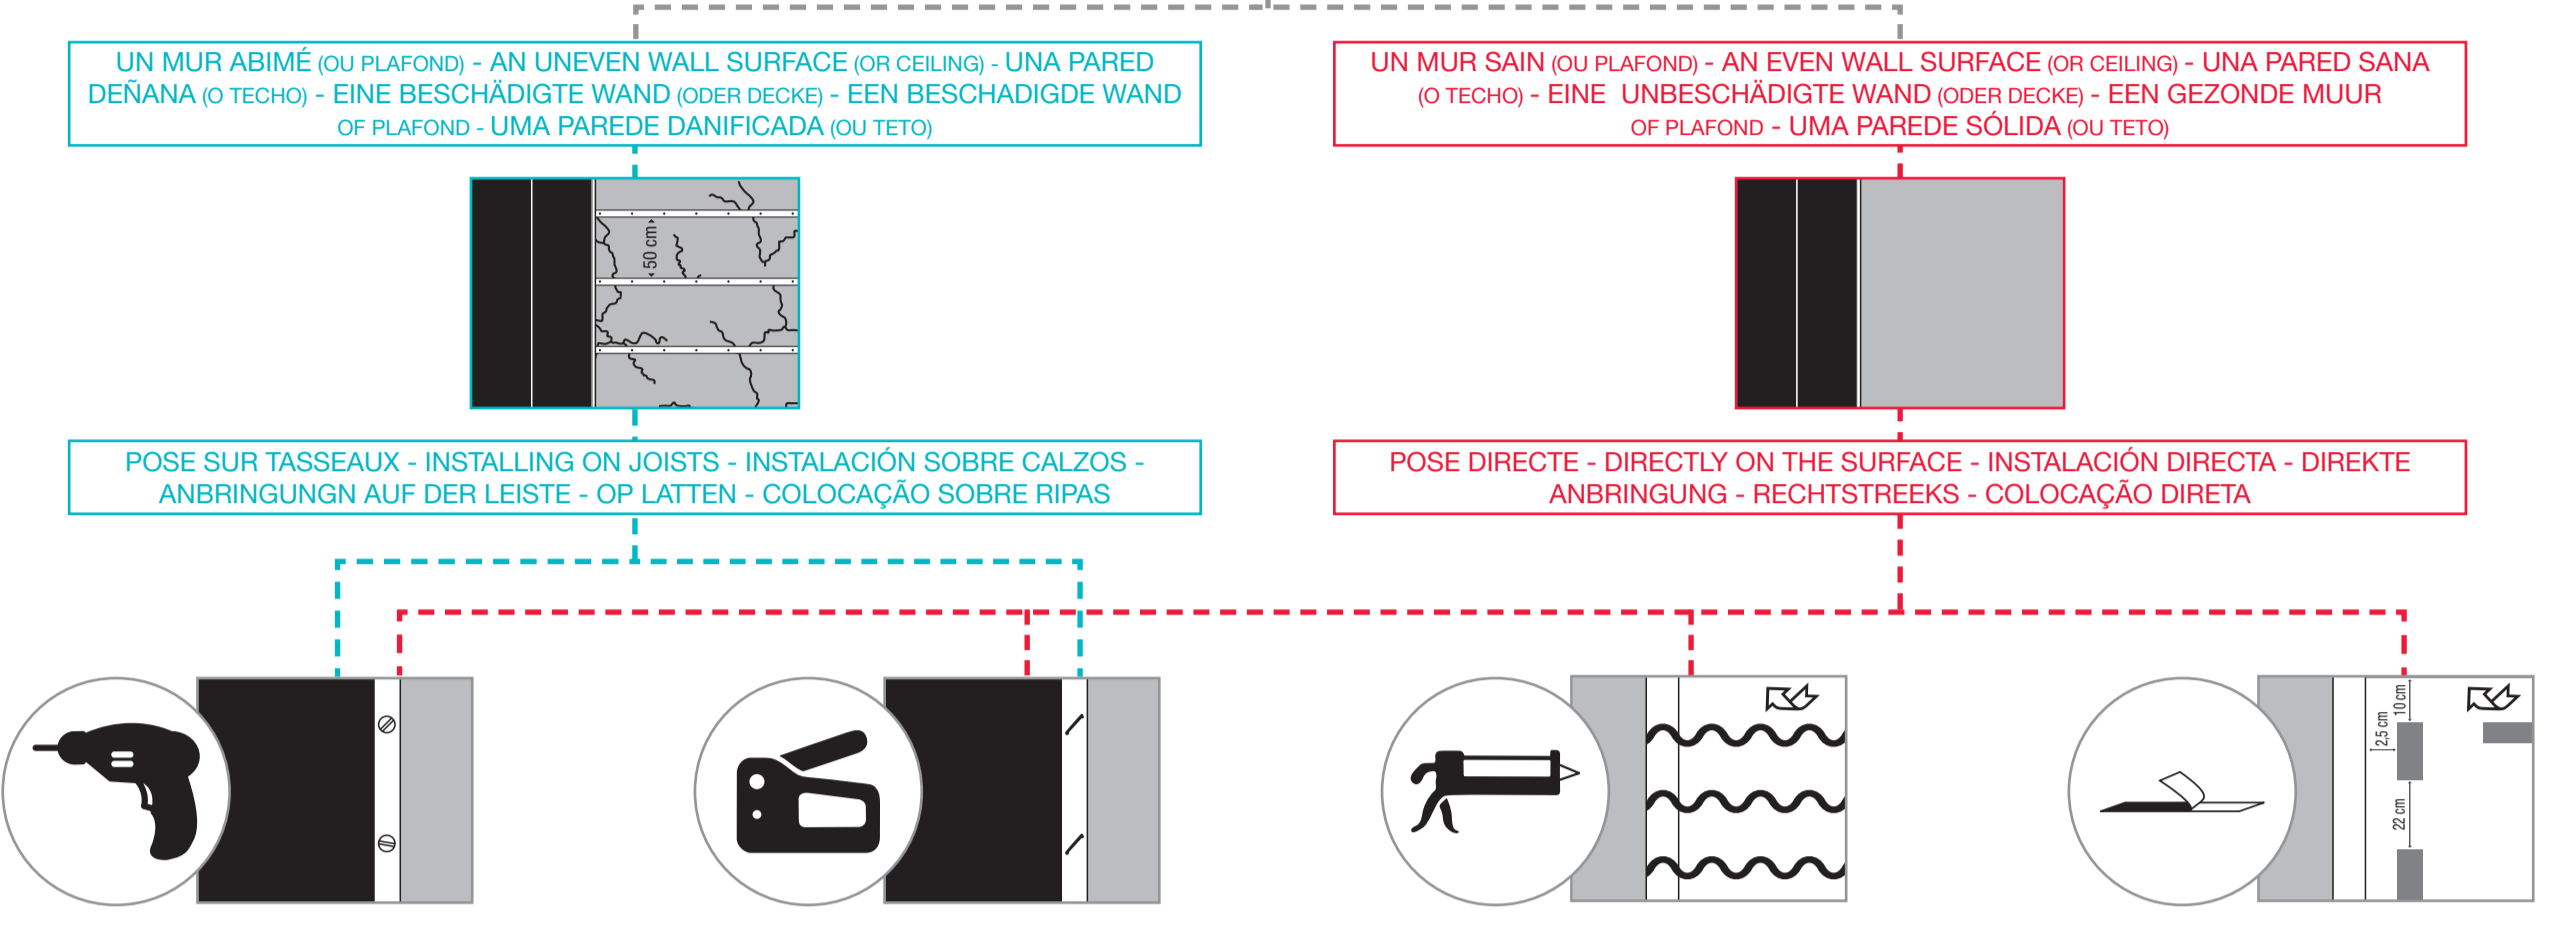 UN MUR ABIMÉ (OU PLAFOND) - AN UNEVEN WALL SURFACE (OR CEILING) - UNA PARED
DEÑANA (O TECHO) - EINE BESCHÄDIGTE WAND (ODER DECKE) - EEN BESCHADIGDE WAND
OF PLAFOND - UMA PAREDE DANIFICADA (OU TETO)
UN MUR SAIN (OU PLAFOND) - AN EVEN WALL SURFACE (OR CEILING) - UNA PARED SANA
(O TECHO) - EINE UNBESCHÄDIGTE WAND (ODER DECKE) - EEN GEZONDE MUUR
OF PLAFOND - UMA PAREDE SÓLIDA (OU TETO)
50 cm
POSE SUR TASSEAUX - INSTALLING ON JOISTS - INSTALACIÓN SOBRE CALZOS -
ANBRINGUNGN AUF DER LEISTE - OP LATTEN - COLOCAÇÃO SOBRE RIPAS
POSE DIRECTE - DIRECTLY ON THE SURFACE - INSTALACIÓN DIRECTA - DIREKTE
ANBRINGUNG - RECHTSTREEKS - COLOCAÇÃO DIRETA
10 cm
2,5 cm
22 cm